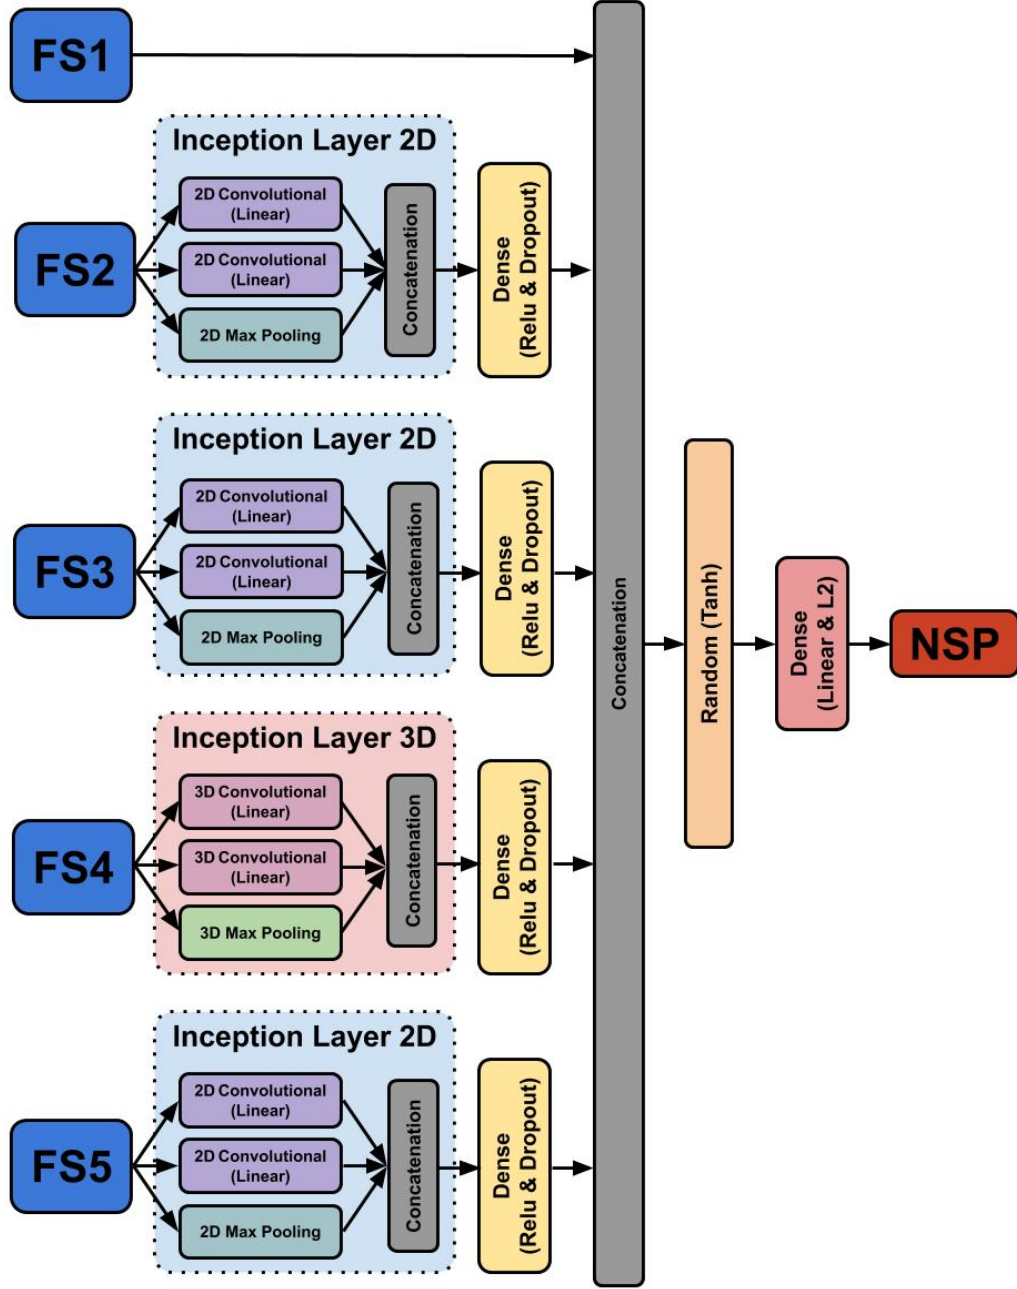 FS1
Inception Layer 2D
2D Convolutional
(Linear)
2D Convolutional
(Linear)
2D Max Pooling
Concatenation
Dense
(Relu & Dropout)
FS2
Inception Layer 2D
2D Convolutional
(Linear)
2D Convolutional
(Linear)
2D Max Pooling
Concatenation
Dense
(Relu & Dropout)
FS3
Inception Layer 3D
3D Convolutional
(Linear)
3D Convolutional
(Linear)
3D Max Pooling
Concatenation
Dense
(Relu & Dropout)
FS4
Inception Layer 2D
2D Convolutional
(Linear)
2D Convolutional
(Linear)
2D Max Pooling
Concatenation
Dense
(Relu & Dropout)
FS5
Concatenation
Random (Tanh)
Dense
(Linear & L2)
NSP